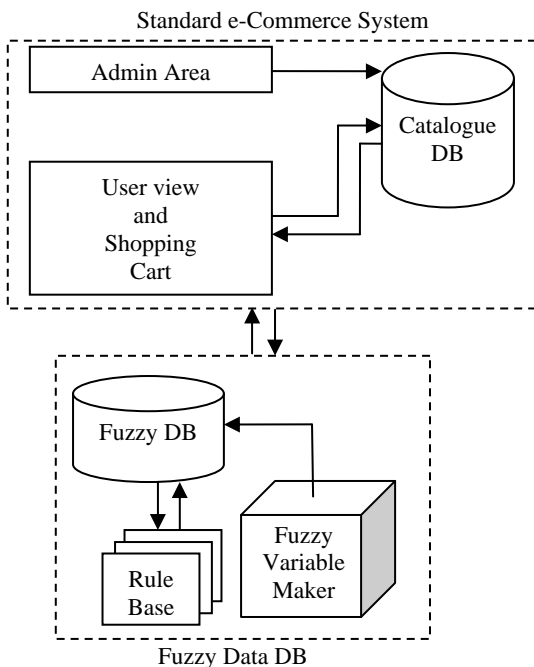 Standard e-Commerce System
Admin Area
Catalogue
DB
User view
and
Shopping
Cart
Fuzzy DB
Fuzzy
Variable
Maker
Rule
Base
Fuzzy Data DB